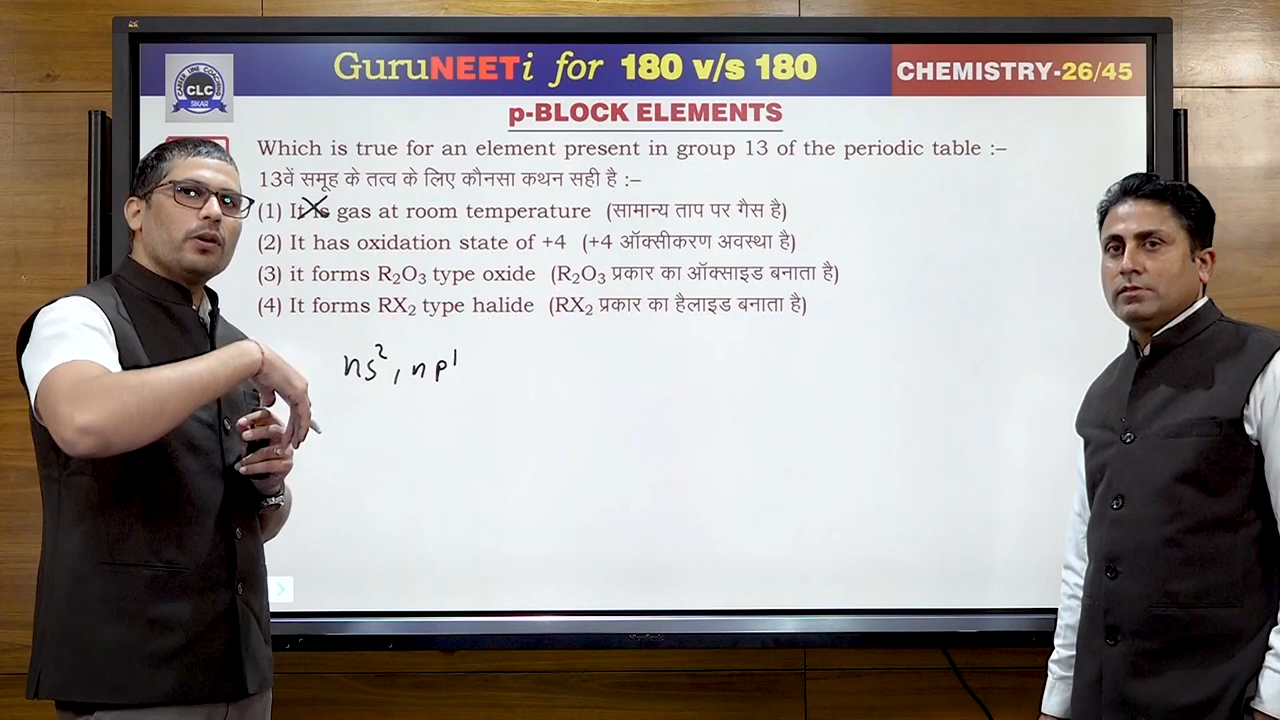 GuruNEETi for 180 v/s 180
CHEMISTRY-26/45
CAREER LINE COACHING
CLC
SIKAR
p-BLOCK ELEMENTS
Which is true for an element present in group 13 of the periodic table :–
13वें समूह के तत्व के लिए कौनसा कथन सही है :–
(1) It is gas at room temperature (सामान्य ताप पर गैस है)
(2) It has oxidation state of +4 (+4 ऑक्सीकरण अवस्था है)
(3) it forms R₂O₃ type oxide (R₂O₃ प्रकार का ऑक्साइड बनाता है)
(4) It forms RX₂ type halide (RX₂ प्रकार का हैलाइड बनाता है)
ns², np¹